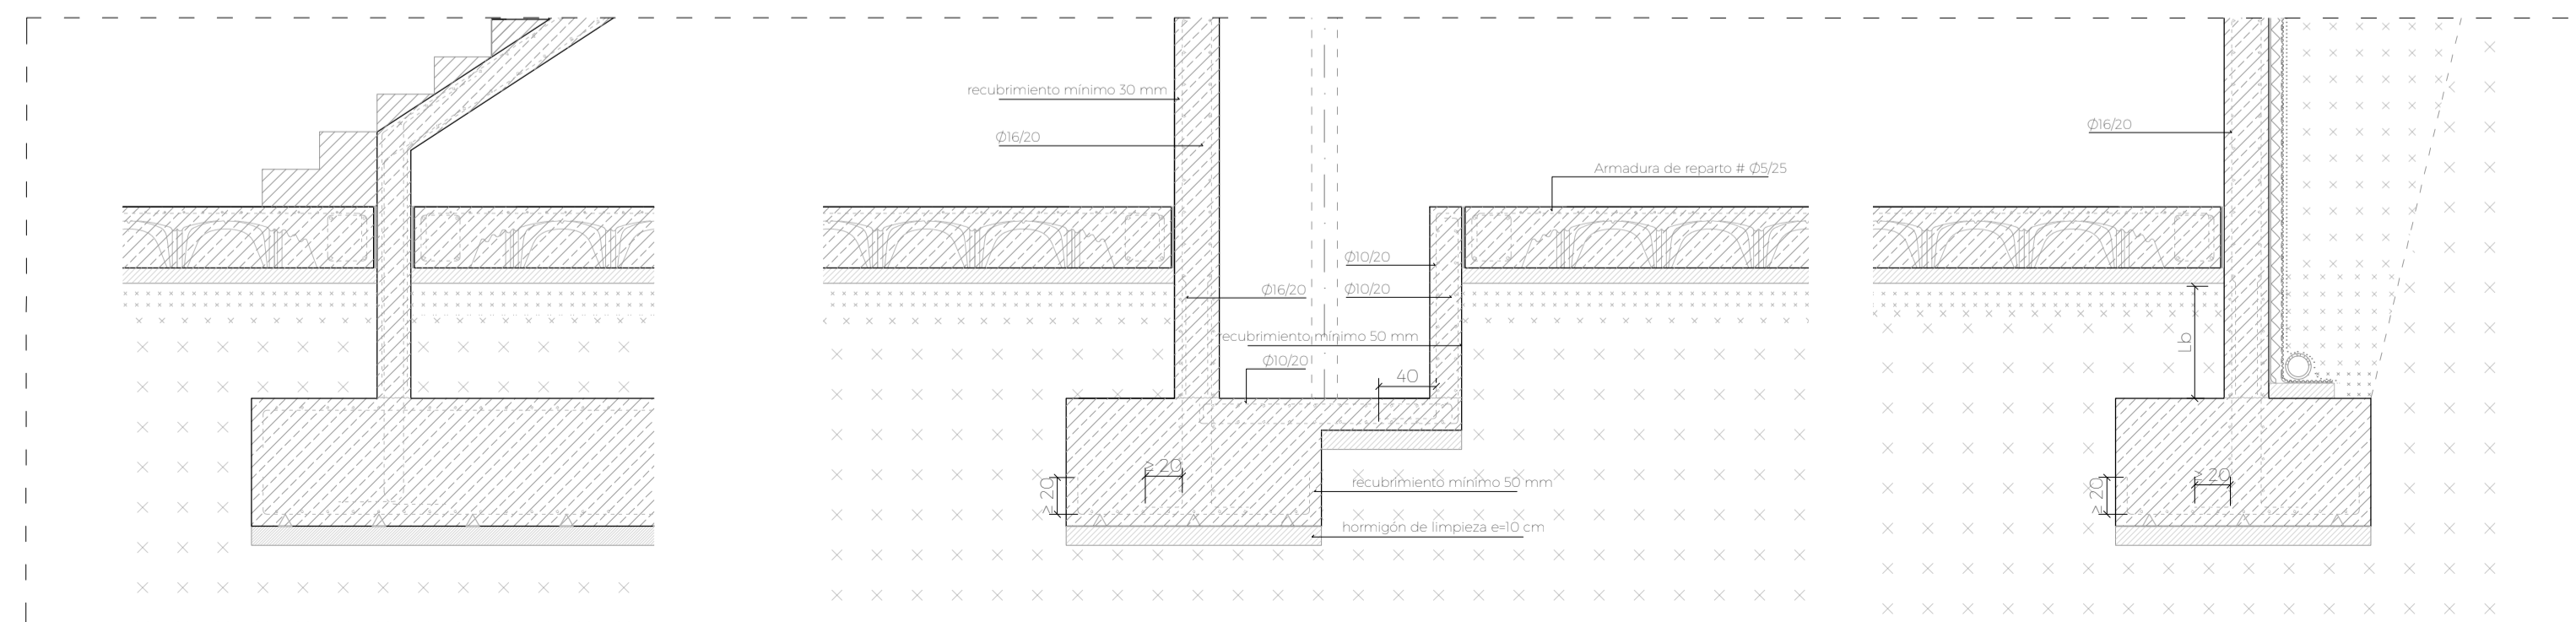 recubrimiento mínimo 30 mm
Ø16/20
Armadura de reparto # Ø5/25
Ø10/20
Ø16/20
Ø10/20
recubrimiento mínimo 50 mm
Ø10/20
40
≥ 20
≥ 20
recubrimiento mínimo 50 mm
hormigón de limpieza e=10 cm
Ø16/20
Lb
≥ 20
≥ 20